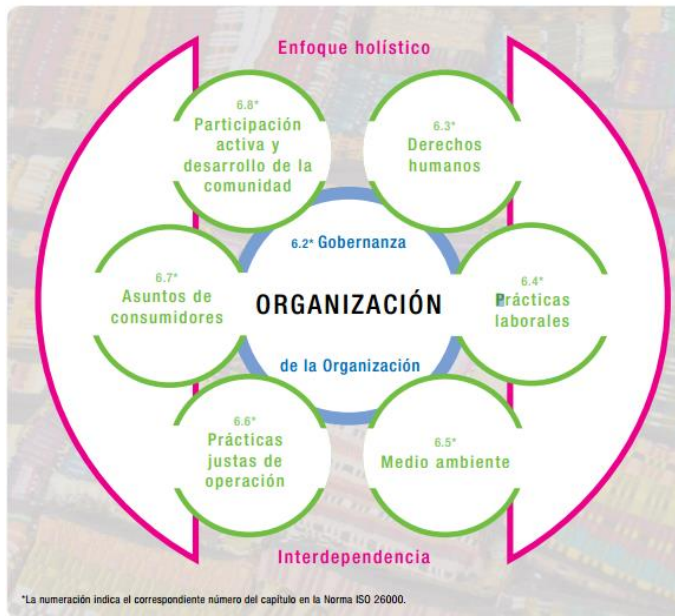 Enfoque holístico
6.8*
Participación
activa y
desarrollo de la
comunidad
6.3*
Derechos
humanos
6.2* Gobernanza
6.7*
Asuntos de
consumidores
ORGANIZACIÓN
6.4*
Prácticas
laborales
de la Organización
6.6*
Prácticas
justas de
operación
6.5*
Medio ambiente
Interdependencia
*La numeración indica el correspondiente número del capítulo en la Norma ISO 26000.